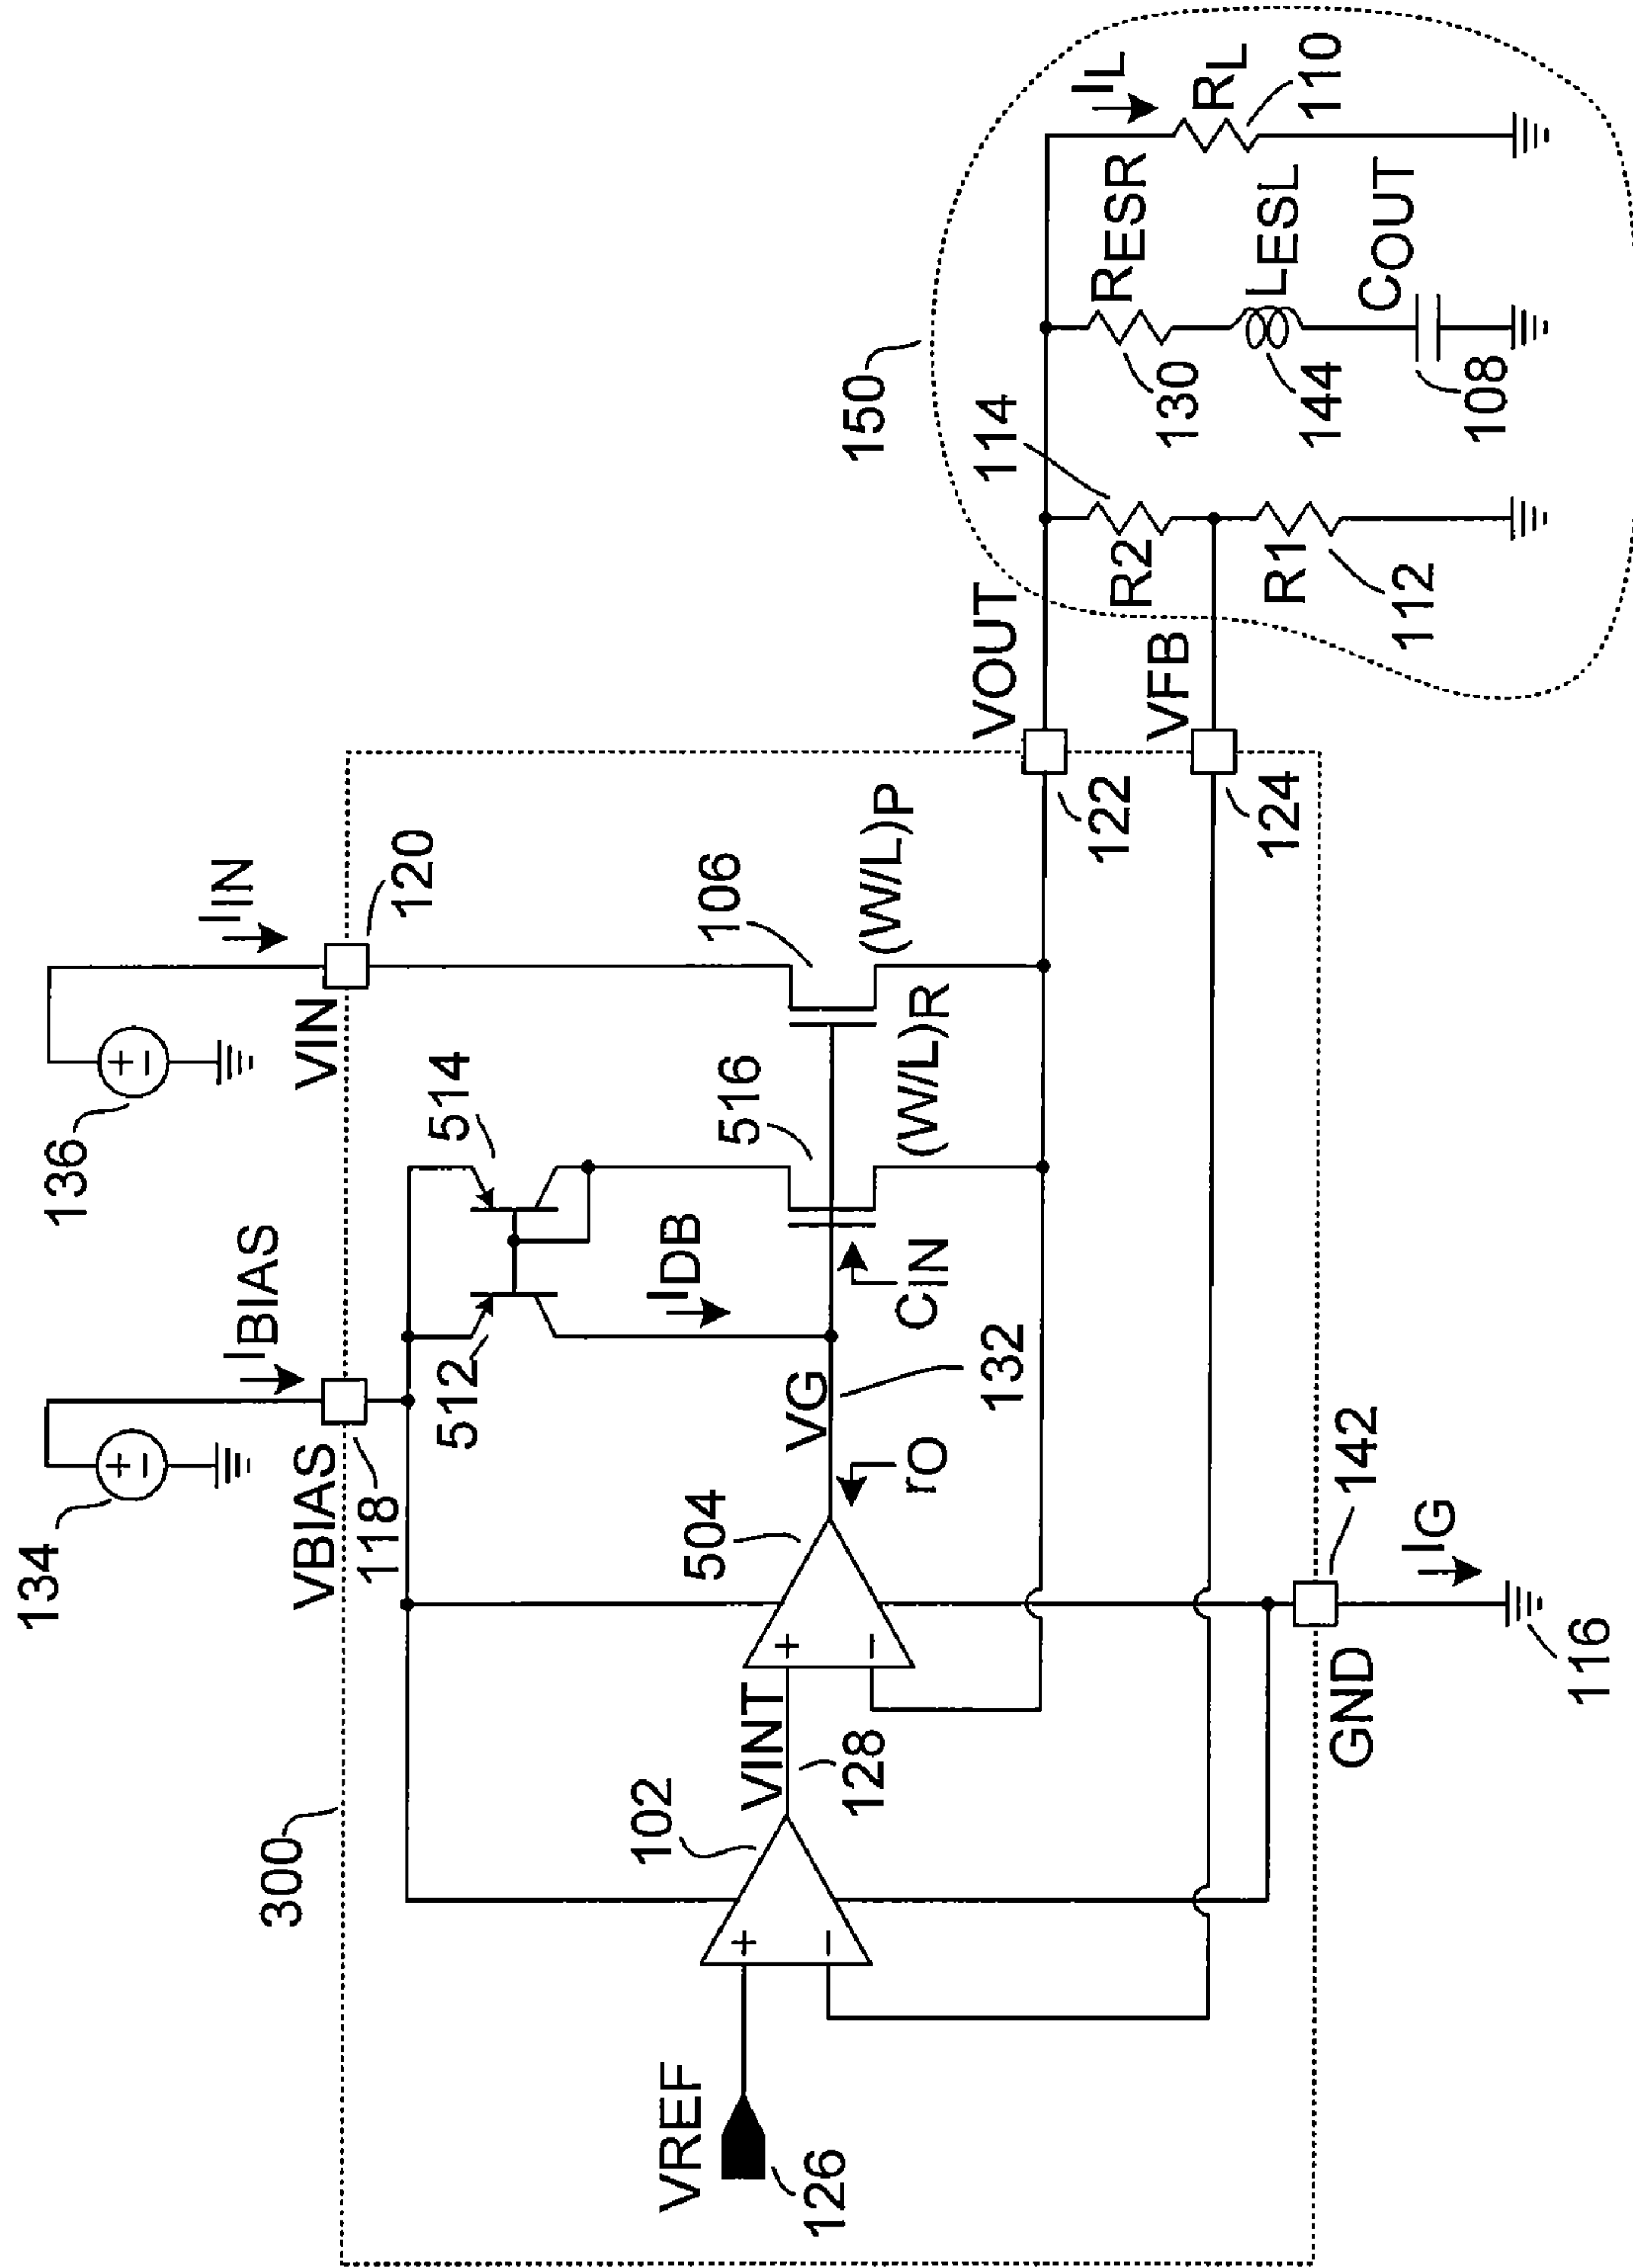 134
136
IBIAS
IIN
VBIAS
118
VIN
120
300
512
514
IDB
516
106
(W/L)R
(W/L)P
CIN
VREF
126
102
VINT
128
504
VG
rO
132
VOUT
122
VFB
124
GND
142
IG
116
150
114
R2
R1
112
RESR
130
LESL
144
COUT
108
IL
RL
110
+
−
+
−
+
−
+
−